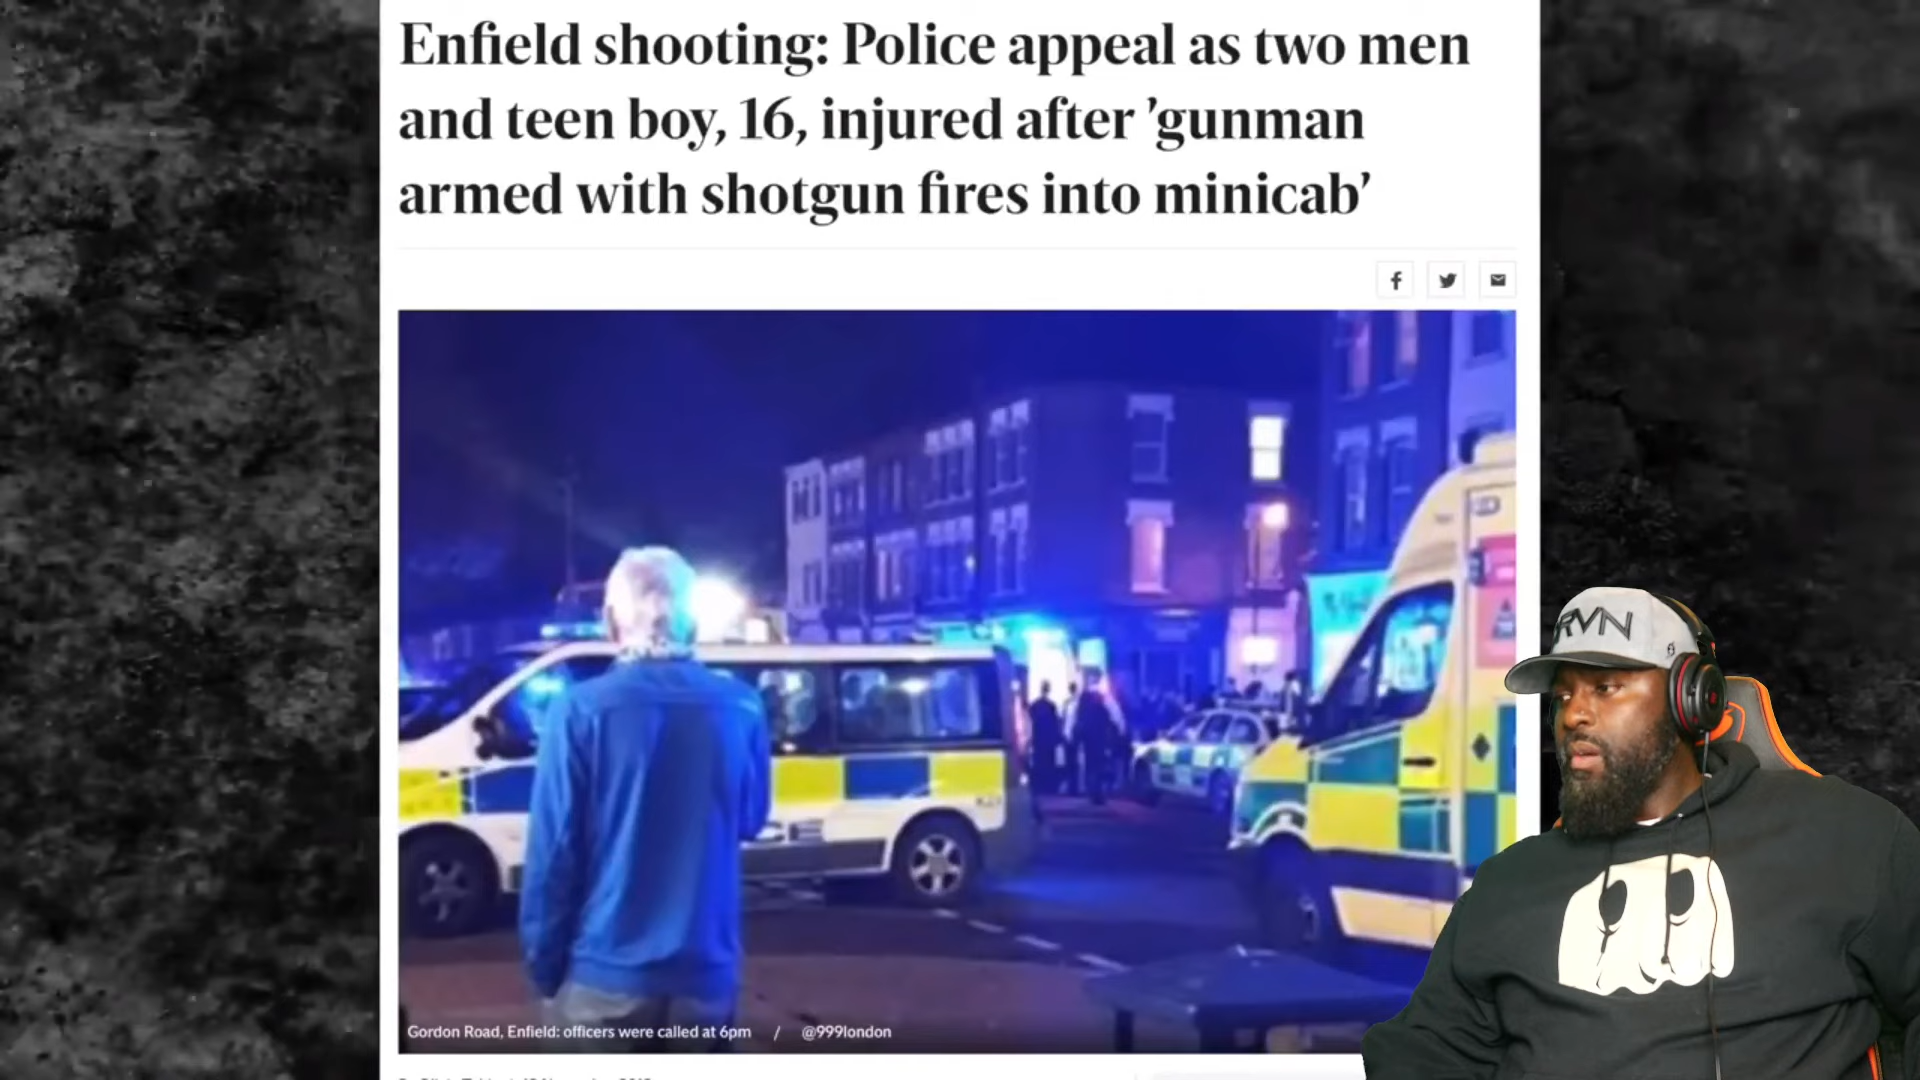 Enfield shooting: Police appeal as two men
and teen boy, 16, injured after 'gunman
armed with shotgun fires into minicab'
Gordon Road, Enfield: officers were called at 6pm / @999london
RVN